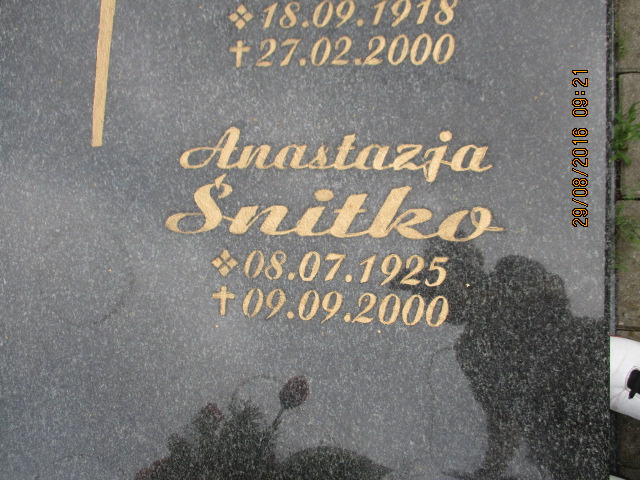 ❖ 18.09.1918
✝ 27.02.2000
Anastazja
Śnitko
❖ 08.07.1925
✝ 09.09.2000
29/08/2016 09:21